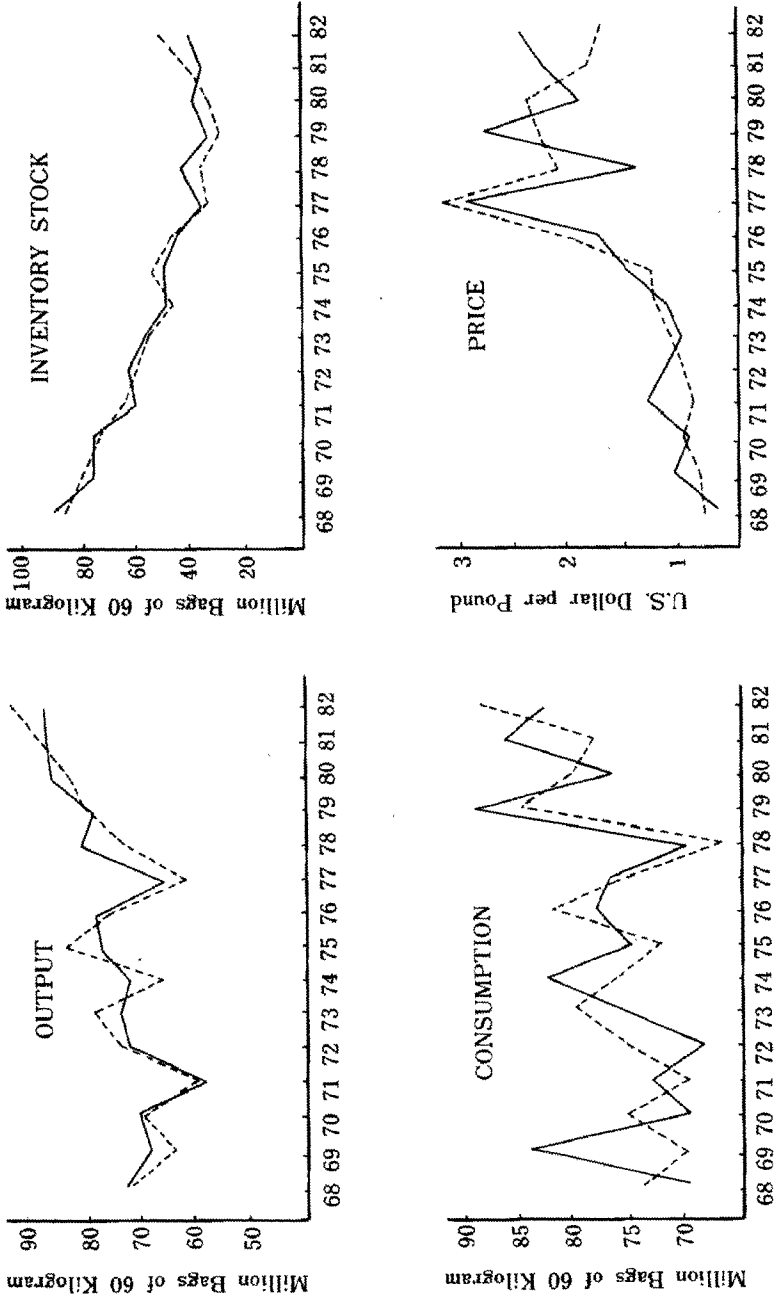 OUTPUT
Million Bags of 60 Kilogram
90
80
70
60
50
68 69 70 71 72 73 74 75 76 77 78 79 80 81 82
INVENTORY STOCK
Million Bags of 60 Kilogram
100
80
60
40
20
68 69 70 71 72 73 74 75 76 77 78 79 80 81 82
CONSUMPTION
Million Bags of 60 Kilogram
90
85
80
75
70
68 69 70 71 72 73 74 75 76 77 78 79 80 81 82
PRICE
U.S. Dollar per Pound
3
2
1
68 69 70 71 72 73 74 75 76 77 78 79 80 81 82